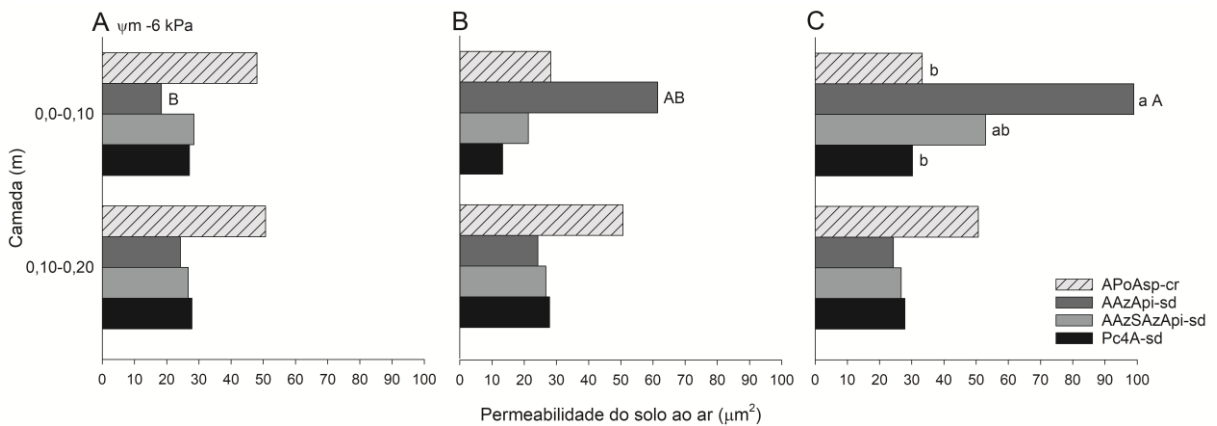 A ψm -6 kPa
B
C
Camada (m)
0,0-0,10
0,10-0,20
B
AB
b
a A
ab
b
APoAsp-cr
AAzApi-sd
AAzSAzApi-sd
Pc4A-sd
0 10 20 30 40 50 60 70 80 90 100
0 10 20 30 40 50 60 70 80 90 100
0 10 20 30 40 50 60 70 80 90 100
Permeabilidade do solo ao ar (μm²)